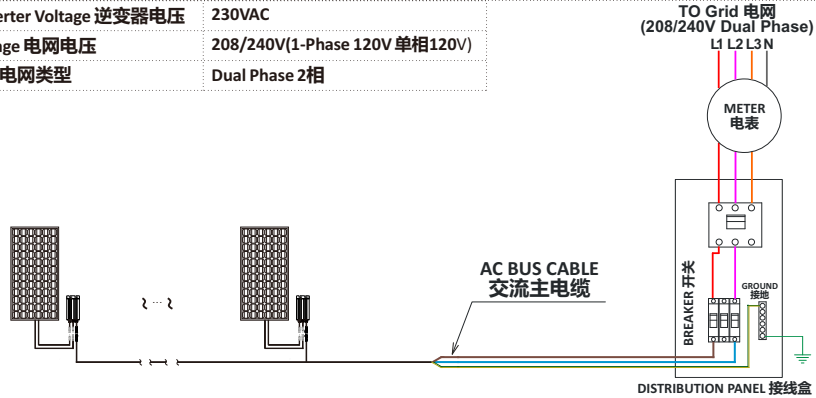 erter Voltage 逆变器电压 230VAC
age 电网电压 208/240V(1-Phase 120V 单相120V)
电网类型 Dual Phase 2相
TO Grid 电网
(208/240V Dual Phase)
L1 L2 L3 N
METER
电表
AC BUS CABLE
交流主电缆
BREAKER 开关
GROUND
接地
DISTRIBUTION PANEL 接线盒